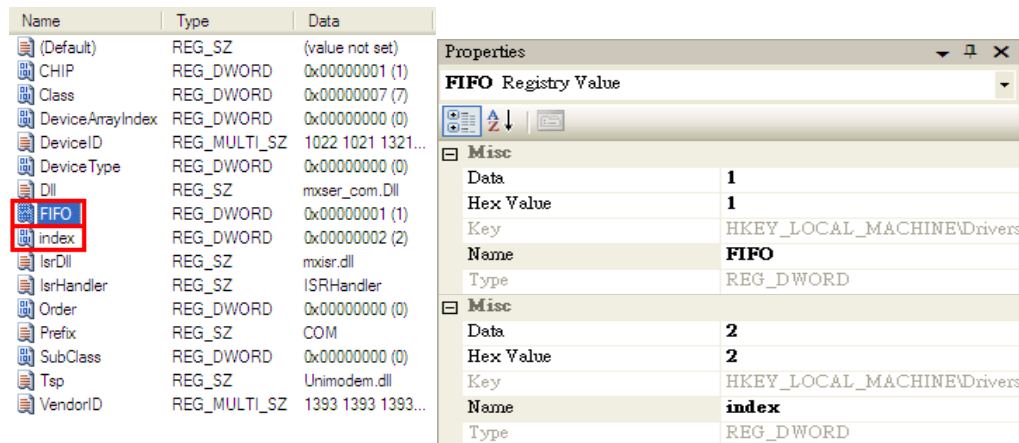 Name Type Data
(Default) REG_SZ (value not set)
CHIP REG_DWORD 0x00000001 (1)
Class REG_DWORD 0x00000007 (7)
DeviceArrayIndex REG_DWORD 0x00000000 (0)
DeviceID REG_MULTI_SZ 1022 1021 1321...
DeviceType REG_DWORD 0x00000000 (0)
Dll REG_SZ mxser_com.Dll
FIFO REG_DWORD 0x00000001 (1)
index REG_DWORD 0x00000002 (2)
IsrDll REG_SZ mxisr.dll
IsrHandler REG_SZ ISRHandler
Order REG_DWORD 0x00000000 (0)
Prefix REG_SZ COM
SubClass REG_DWORD 0x00000000 (0)
Tsp REG_SZ Unimodem.dll
VendorID REG_MULTI_SZ 1393 1393 1393...
Properties
FIFO Registry Value
Misc
Data 1
Hex Value 1
Key HKEY_LOCAL_MACHINE\Drivers
Name FIFO
Type REG_DWORD
Misc
Data 2
Hex Value 2
Key HKEY_LOCAL_MACHINE\Drivers
Name index
Type REG_DWORD